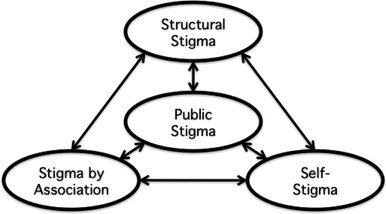 Structural
Stigma
Public
Stigma
Stigma by
Association
Self-
Stigma